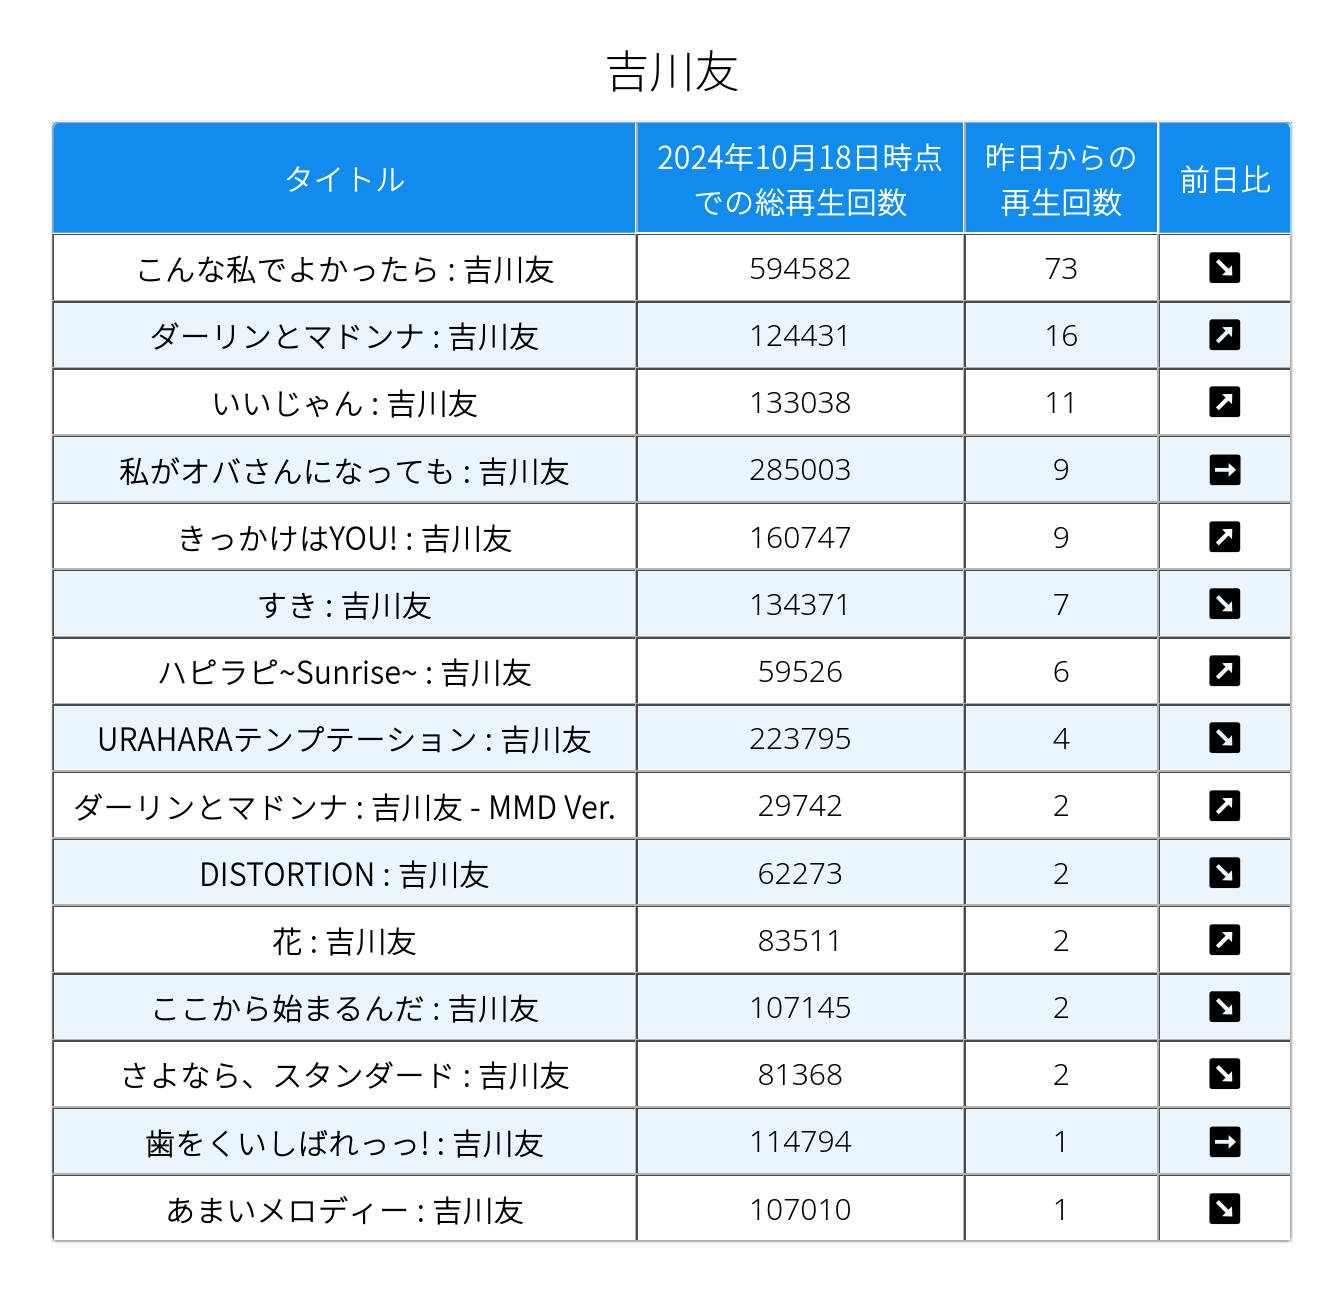 吉川友
タイトル
2024年10月18日時点
での総再生回数
昨日からの
再生回数
前日比
こんな私でよかったら : 吉川友 594582 73 ↘
ダーリンとマドンナ : 吉川友 124431 16 ↗
いいじゃん : 吉川友 133038 11 ↗
私がオバさんになっても : 吉川友 285003 9 →
きっかけはYOU! : 吉川友 160747 9 ↗
すき : 吉川友 134371 7 ↘
ハピラピ~Sunrise~ : 吉川友 59526 6 ↗
URAHARAテンプテーション : 吉川友 223795 4 ↘
ダーリンとマドンナ : 吉川友 - MMD Ver. 29742 2 ↗
DISTORTION : 吉川友 62273 2 ↘
花 : 吉川友 83511 2 ↗
ここから始まるんだ : 吉川友 107145 2 ↘
さよなら、スタンダード : 吉川友 81368 2 ↘
歯をくいしばれっっ! : 吉川友 114794 1 →
あまいメロディー : 吉川友 107010 1 ↘